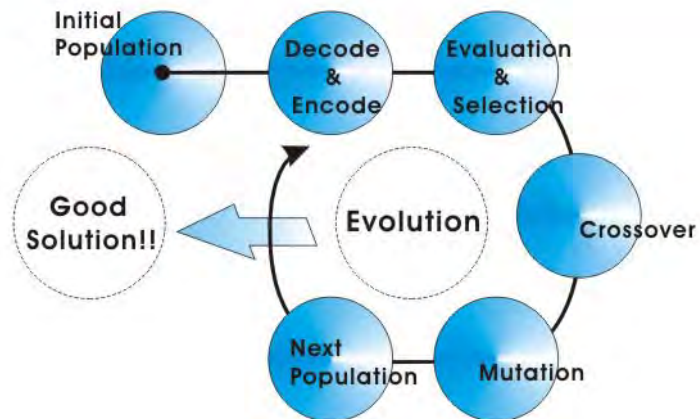 Initial
Population
Decode
&
Encode
Evaluation
&
Selection
Crossover
Mutation
Next
Population
Evolution
Good
Solution!!